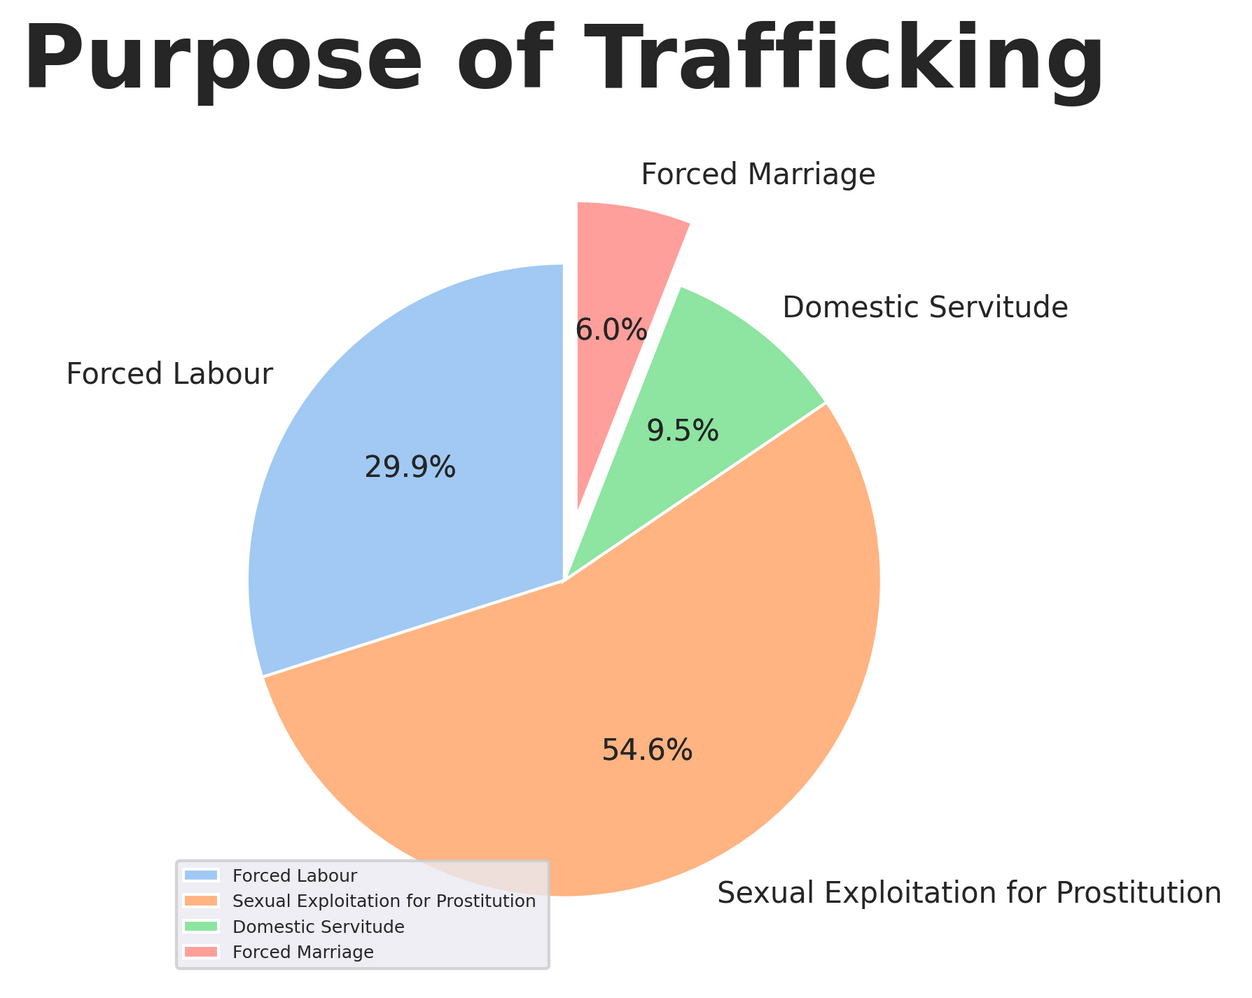 Purpose of Trafficking
Forced Marriage
Domestic Servitude
6.0%
Forced Labour
9.5%
29.9%
54.6%
Sexual Exploitation for Prostitution
Forced Labour
Sexual Exploitation for Prostitution
Domestic Servitude
Forced Marriage